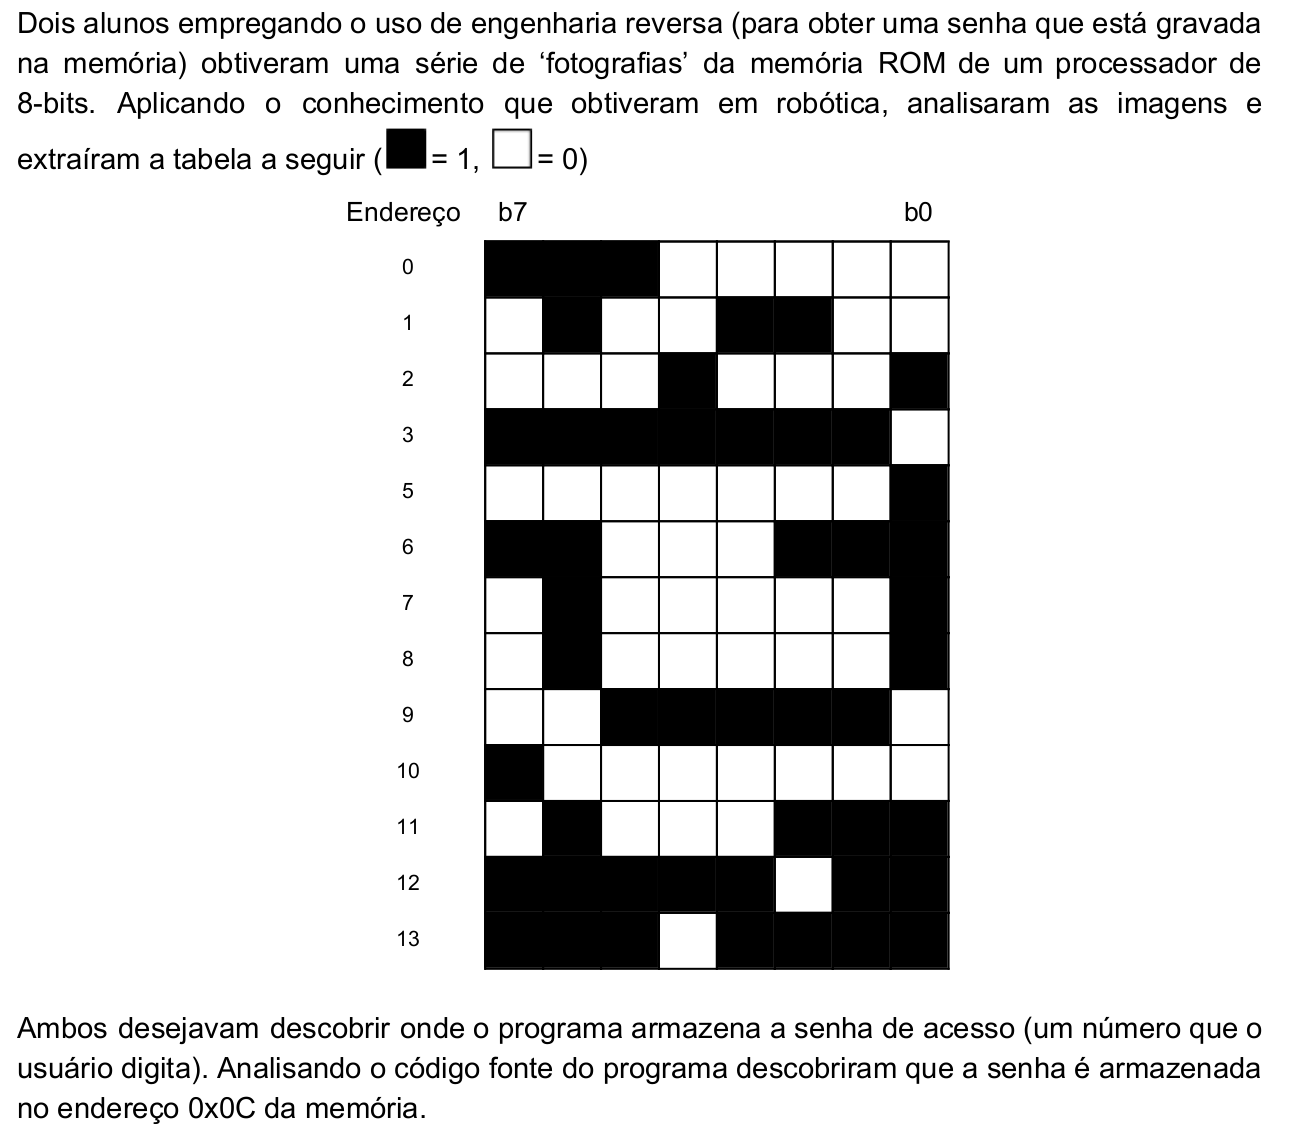 Dois alunos empregando o uso de engenharia reversa (para obter uma senha que está gravada
na memória) obtiveram uma série de ‘fotografias’ da memória ROM de um processador de
8-bits. Aplicando o conhecimento que obtiveram em robótica, analisaram as imagens e
extraíram a tabela a seguir ( = 1, = 0)
Endereço b7 b0
0
1
2
3
5
6
7
8
9
10
11
12
13
Ambos desejavam descobrir onde o programa armazena a senha de acesso (um número que o
usuário digita). Analisando o código fonte do programa descobriram que a senha é armazenada
no endereço 0x0C da memória.